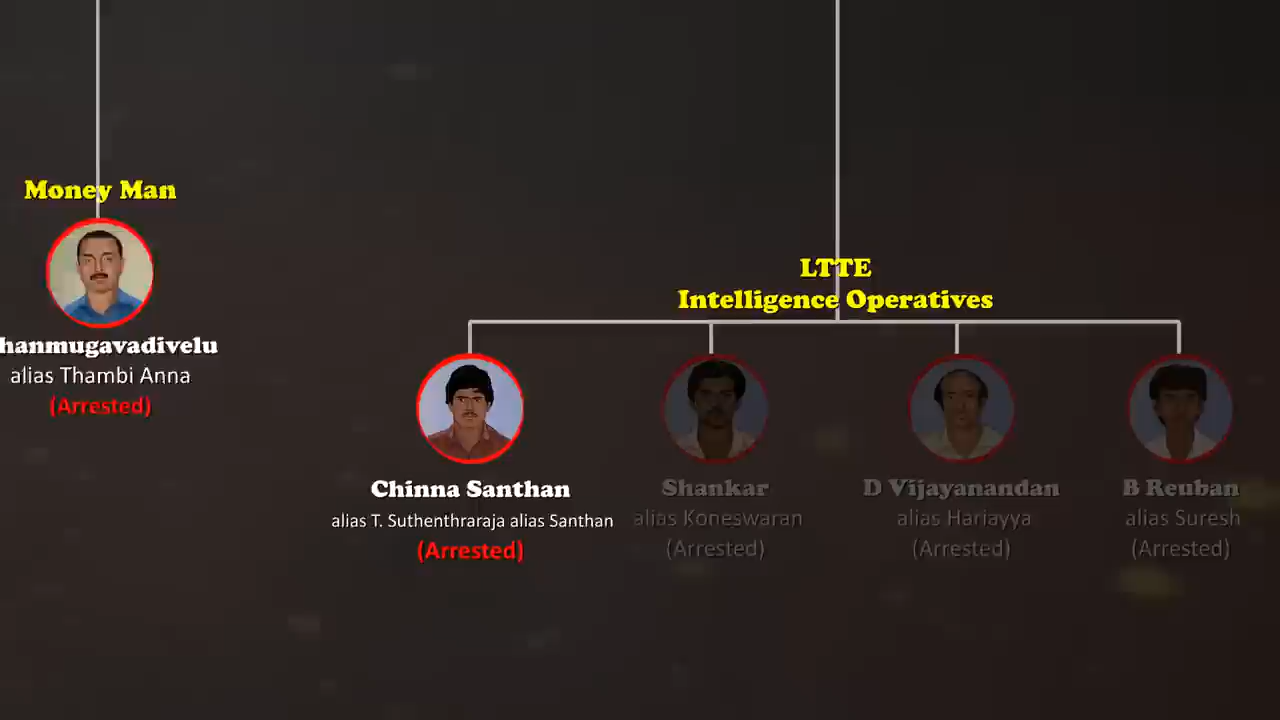 Money Man
hanmugavadivelu
alias Thambi Anna
(Arrested)
LTTE
Intelligence Operatives
Chinna Santhan
alias T. Suthenthraraja alias Santhan
(Arrested)
Shankar
alias Koneswaran
(Arrested)
D Vijayanandan
alias Hariayya
(Arrested)
B Reuban
alias Suresh
(Arrested)